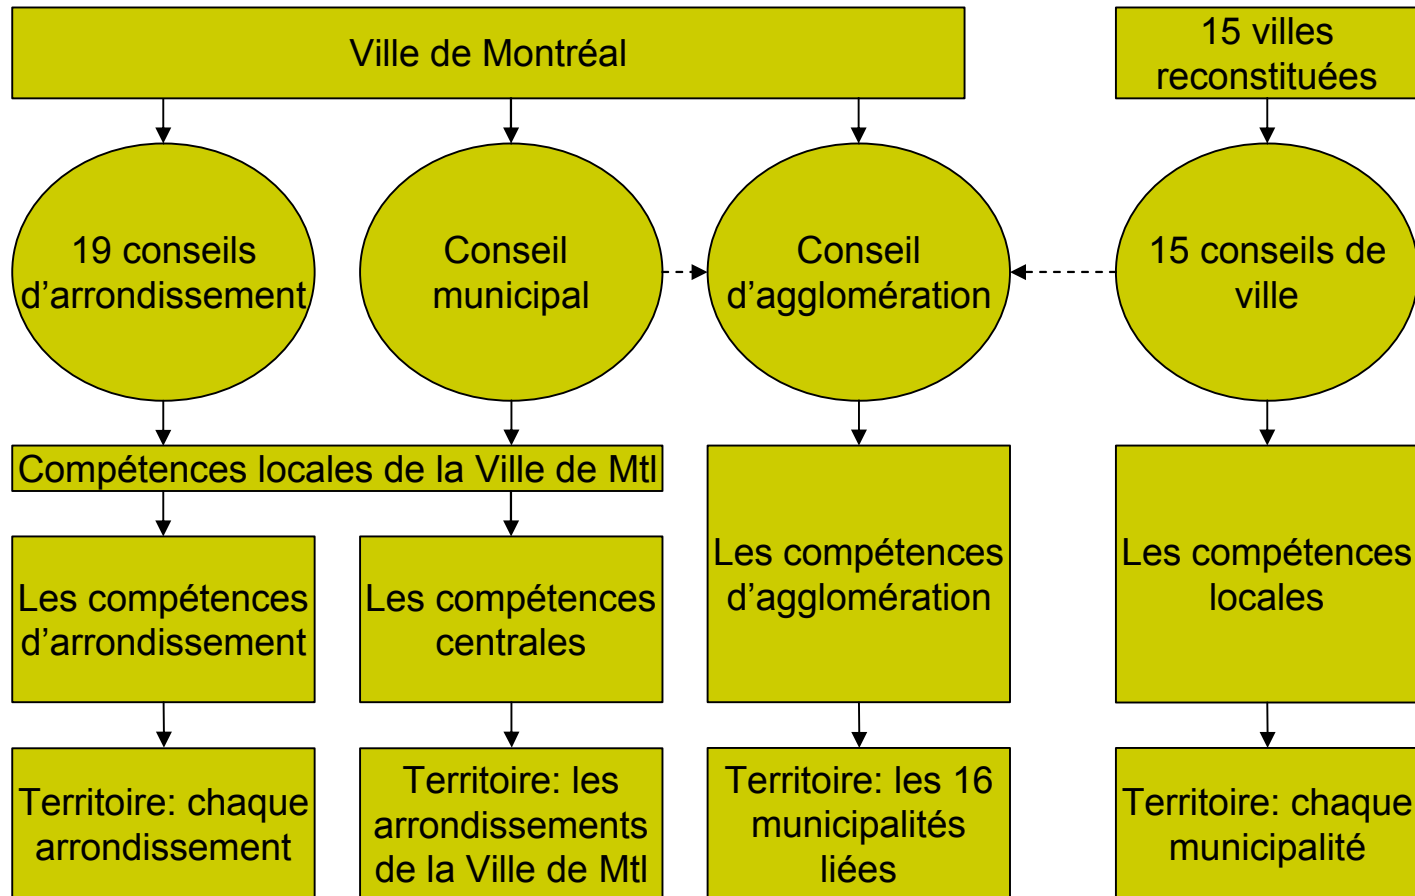 Ville de Montréal
15 villes
reconstituées
19 conseils
d’arrondissement
Conseil
municipal
Conseil
d’agglomération
15 conseils de
ville
Compétences locales de la Ville de Mtl
Les compétences
d’arrondissement
Les compétences
centrales
Les compétences
d’agglomération
Les compétences
locales
Territoire: chaque
arrondissement
Territoire: les
arrondissements
de la Ville de Mtl
Territoire: les 16
municipalités
liées
Territoire: chaque
municipalité